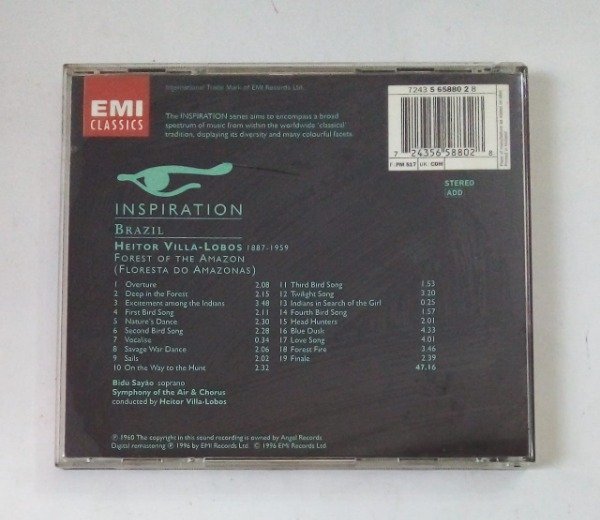 International Trade Mark of EMI Records Ltd.
EMI
CLASSICS
The INSPIRATION series aims to encompass a broad
spectrum of music from within the worldwide 'classical'
tradition, displaying its diversity and many colourful facets.
7243 5 65880 2 8
7 24356 58802 8
F: PM 517 UK: CDM
STEREO
ADD
INSPIRATION
BRAZIL
HEITOR VILLA-LOBOS 1887-1959
FOREST OF THE AMAZON
(FLORESTA DO AMAZONAS)
1 Overture 2.08
2 Deep in the Forest 2.15
3 Excitement among the Indians 3.48
4 First Bird Song 2.11
5 Nature's Dance 2.30
6 Second Bird Song 2.28
7 Vocalise 0.34
8 Savage War Dance 2.06
9 Sails 2.02
10 On the Way to the Hunt 2.32
11 Third Bird Song 1.53
12 Twilight Song 3.20
13 Indians in Search of the Girl 0.25
14 Fourth Bird Song 1.57
15 Head Hunters 2.01
16 Blue Dusk 4.33
17 Love Song 4.01
18 Forest Fire 3.46
19 Finale 2.39
47.16
Bidu Sayão soprano
Symphony of the Air & Chorus
conducted by Heitor Villa-Lobos
℗ 1960 The copyright in this sound recording is owned by Angel Records
Digital remastering ℗ 1996 by EMI Records Ltd. © 1996 EMI Records Ltd.